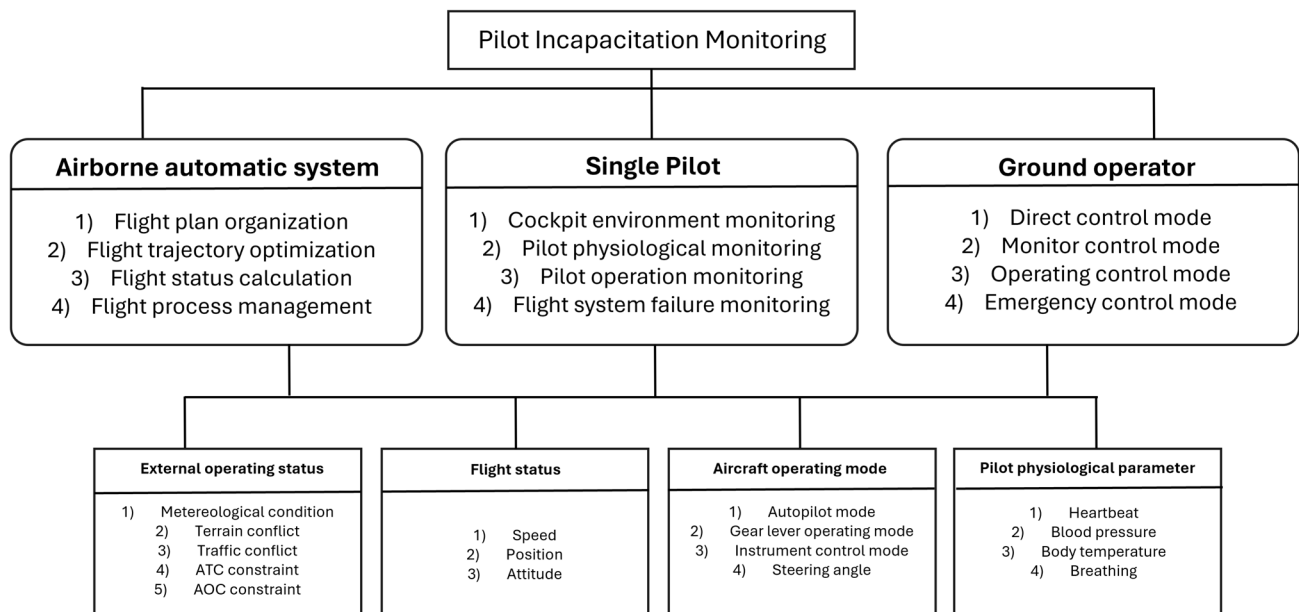 Pilot Incapacitation Monitoring
Airborne automatic system
1) Flight plan organization
2) Flight trajectory optimization
3) Flight status calculation
4) Flight process management
Single Pilot
1) Cockpit environment monitoring
2) Pilot physiological monitoring
3) Pilot operation monitoring
4) Flight system failure monitoring
Ground operator
1) Direct control mode
2) Monitor control mode
3) Operating control mode
4) Emergency control mode
External operating status
1) Metereological condition
2) Terrain conflict
3) Traffic conflict
4) ATC constraint
5) AOC constraint
Flight status
1) Speed
2) Position
3) Attitude
Aircraft operating mode
1) Autopilot mode
2) Gear lever operating mode
3) Instrument control mode
4) Steering angle
Pilot physiological parameter
1) Heartbeat
2) Blood pressure
3) Body temperature
4) Breathing